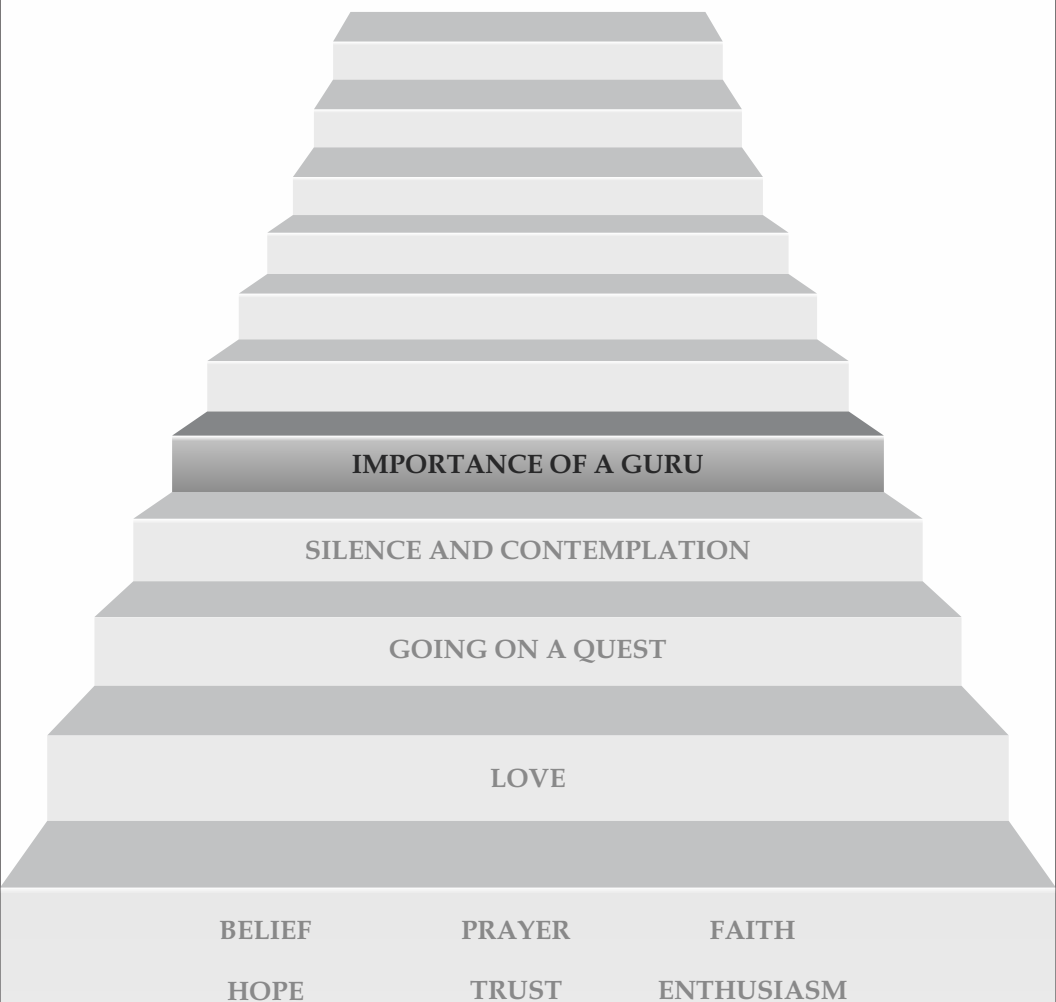 IMPORTANCE OF A GURU
SILENCE AND CONTEMPLATION
GOING ON A QUEST
LOVE
BELIEF PRAYER FAITH
HOPE TRUST ENTHUSIASM